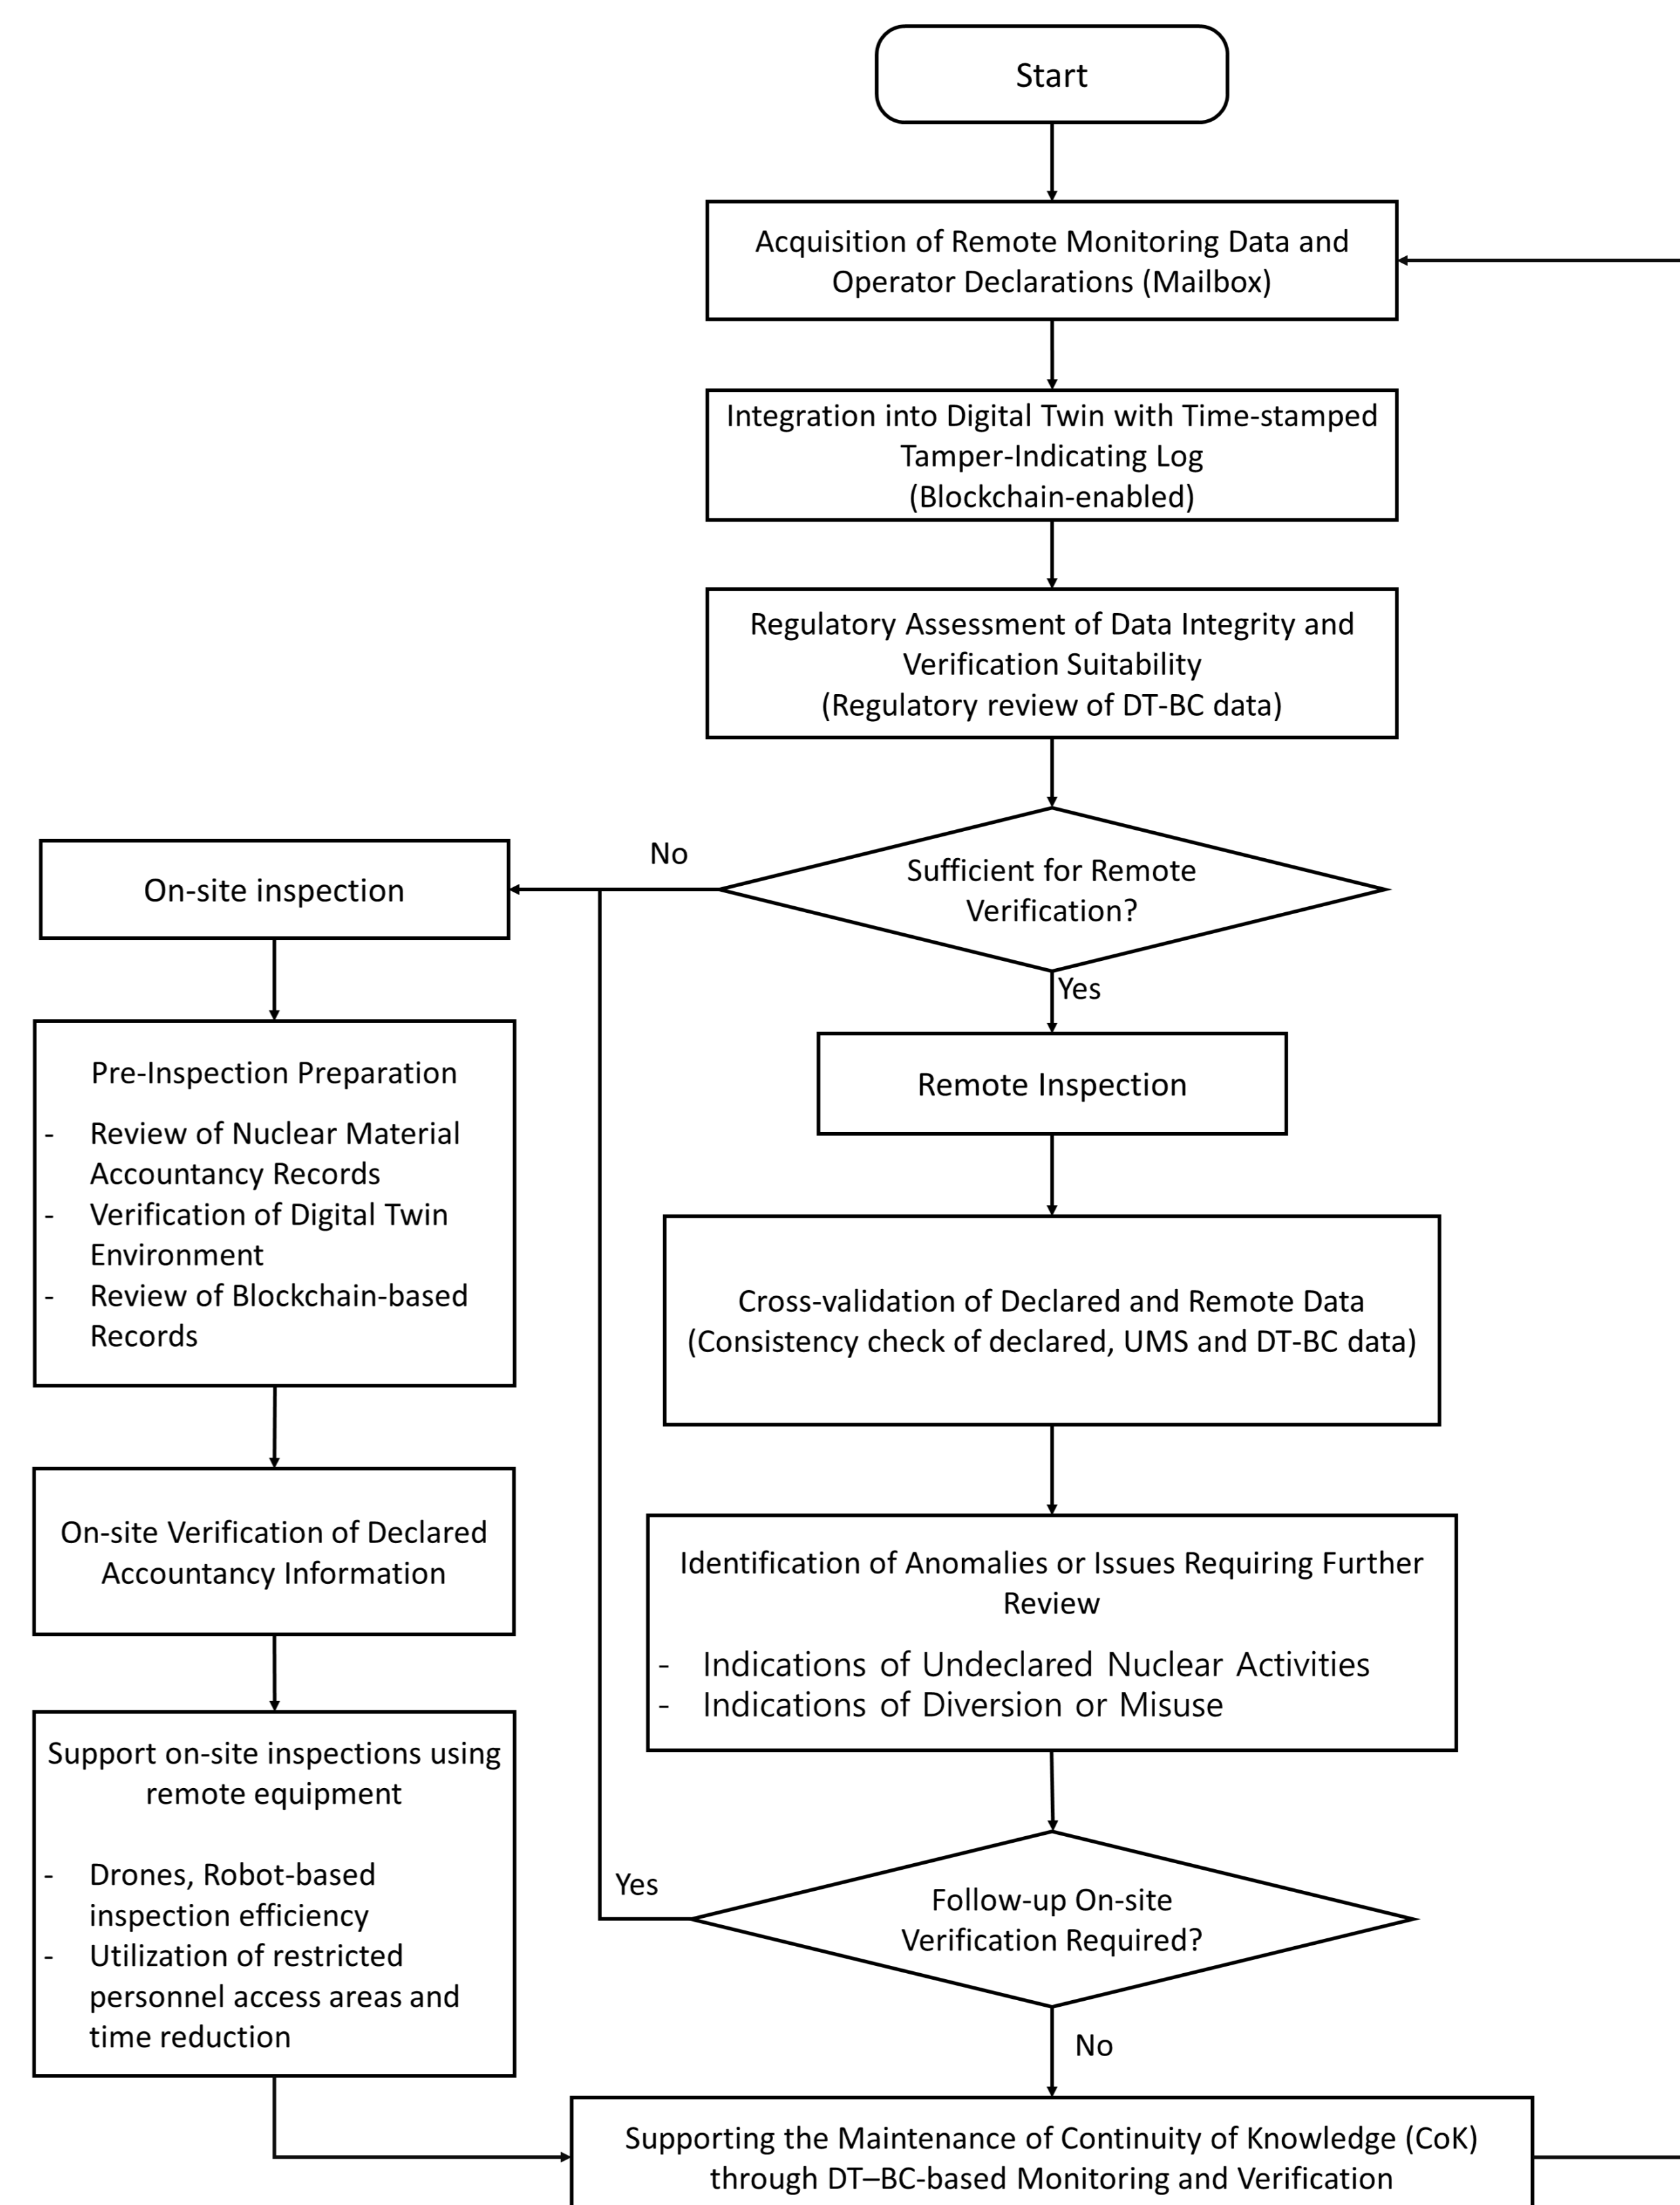 Start
Acquisition of Remote Monitoring Data and
Operator Declarations (Mailbox)
Integration into Digital Twin with Time-stamped
Tamper-Indicating Log
(Blockchain-enabled)
Regulatory Assessment of Data Integrity and
Verification Suitability
(Regulatory review of DT-BC data)
Sufficient for Remote
Verification?
No
Yes
On-site inspection
Pre-Inspection Preparation
- Review of Nuclear Material
Accountancy Records
- Verification of Digital Twin
Environment
- Review of Blockchain-based
Records
On-site Verification of Declared
Accountancy Information
Support on-site inspections using
remote equipment
- Drones, Robot-based
inspection efficiency
- Utilization of restricted
personnel access areas and
time reduction
Remote Inspection
Cross-validation of Declared and Remote Data
(Consistency check of declared, UMS and DT-BC data)
Identification of Anomalies or Issues Requiring Further
Review
- Indications of Undeclared Nuclear Activities
- Indications of Diversion or Misuse
Follow-up On-site
Verification Required?
Yes
No
Supporting the Maintenance of Continuity of Knowledge (CoK)
through DT–BC-based Monitoring and Verification